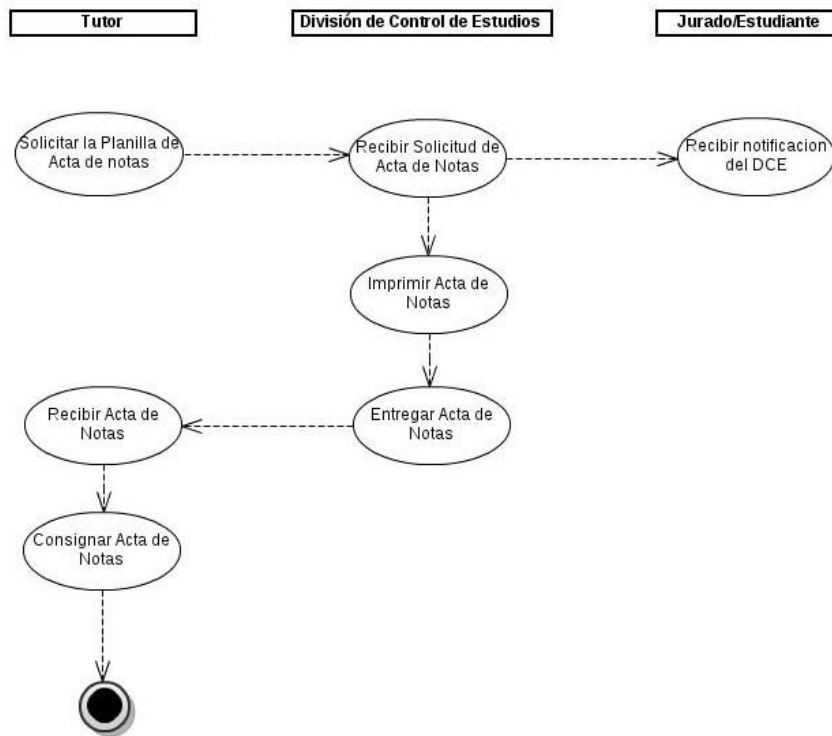 Tutor
División de Control de Estudios
Jurado/Estudiante
Solicitar la Planilla de
Acta de notas
Recibir Solicitud de
Acta de Notas
Recibir notificacion
del DCE
Imprimir Acta de
Notas
Recibir Acta de
Notas
Entregar Acta de
Notas
Consignar Acta de
Notas